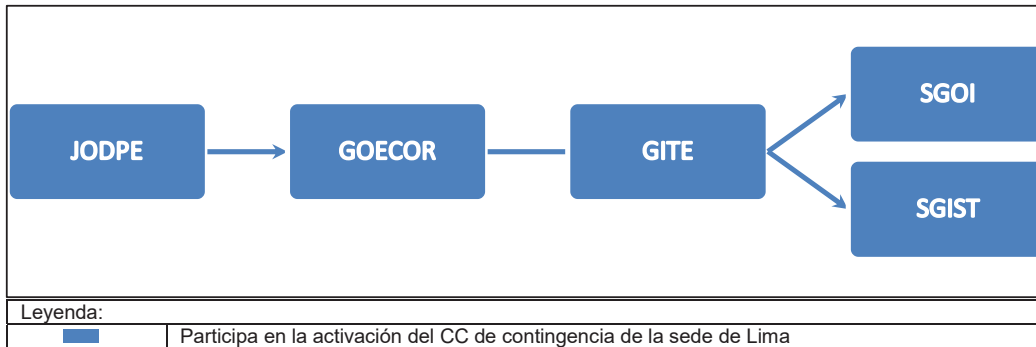 JODPE
GOECOR
GITE
SGOI
SGIST
Leyenda:
Participa en la activación del CC de contingencia de la sede de Lima